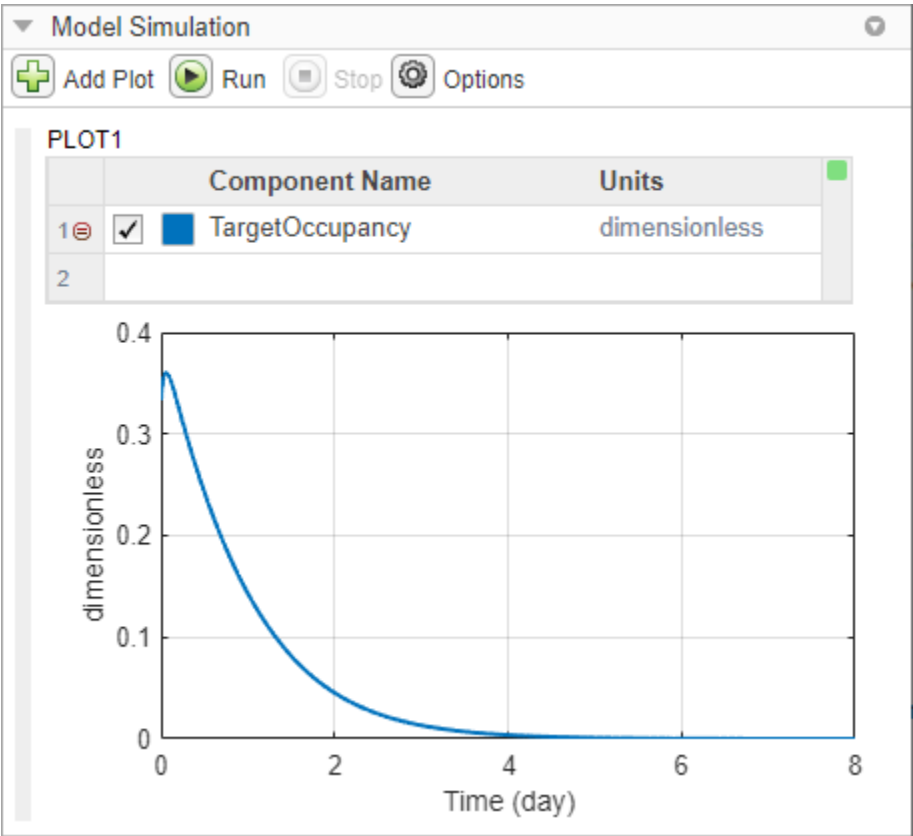 Model Simulation
Add Plot Run Stop Options
PLOT1
Component Name Units
1 TargetOccupancy dimensionless
2
0.4
0.3
0.2
0.1
0
dimensionless
0 2 4 6 8
Time (day)